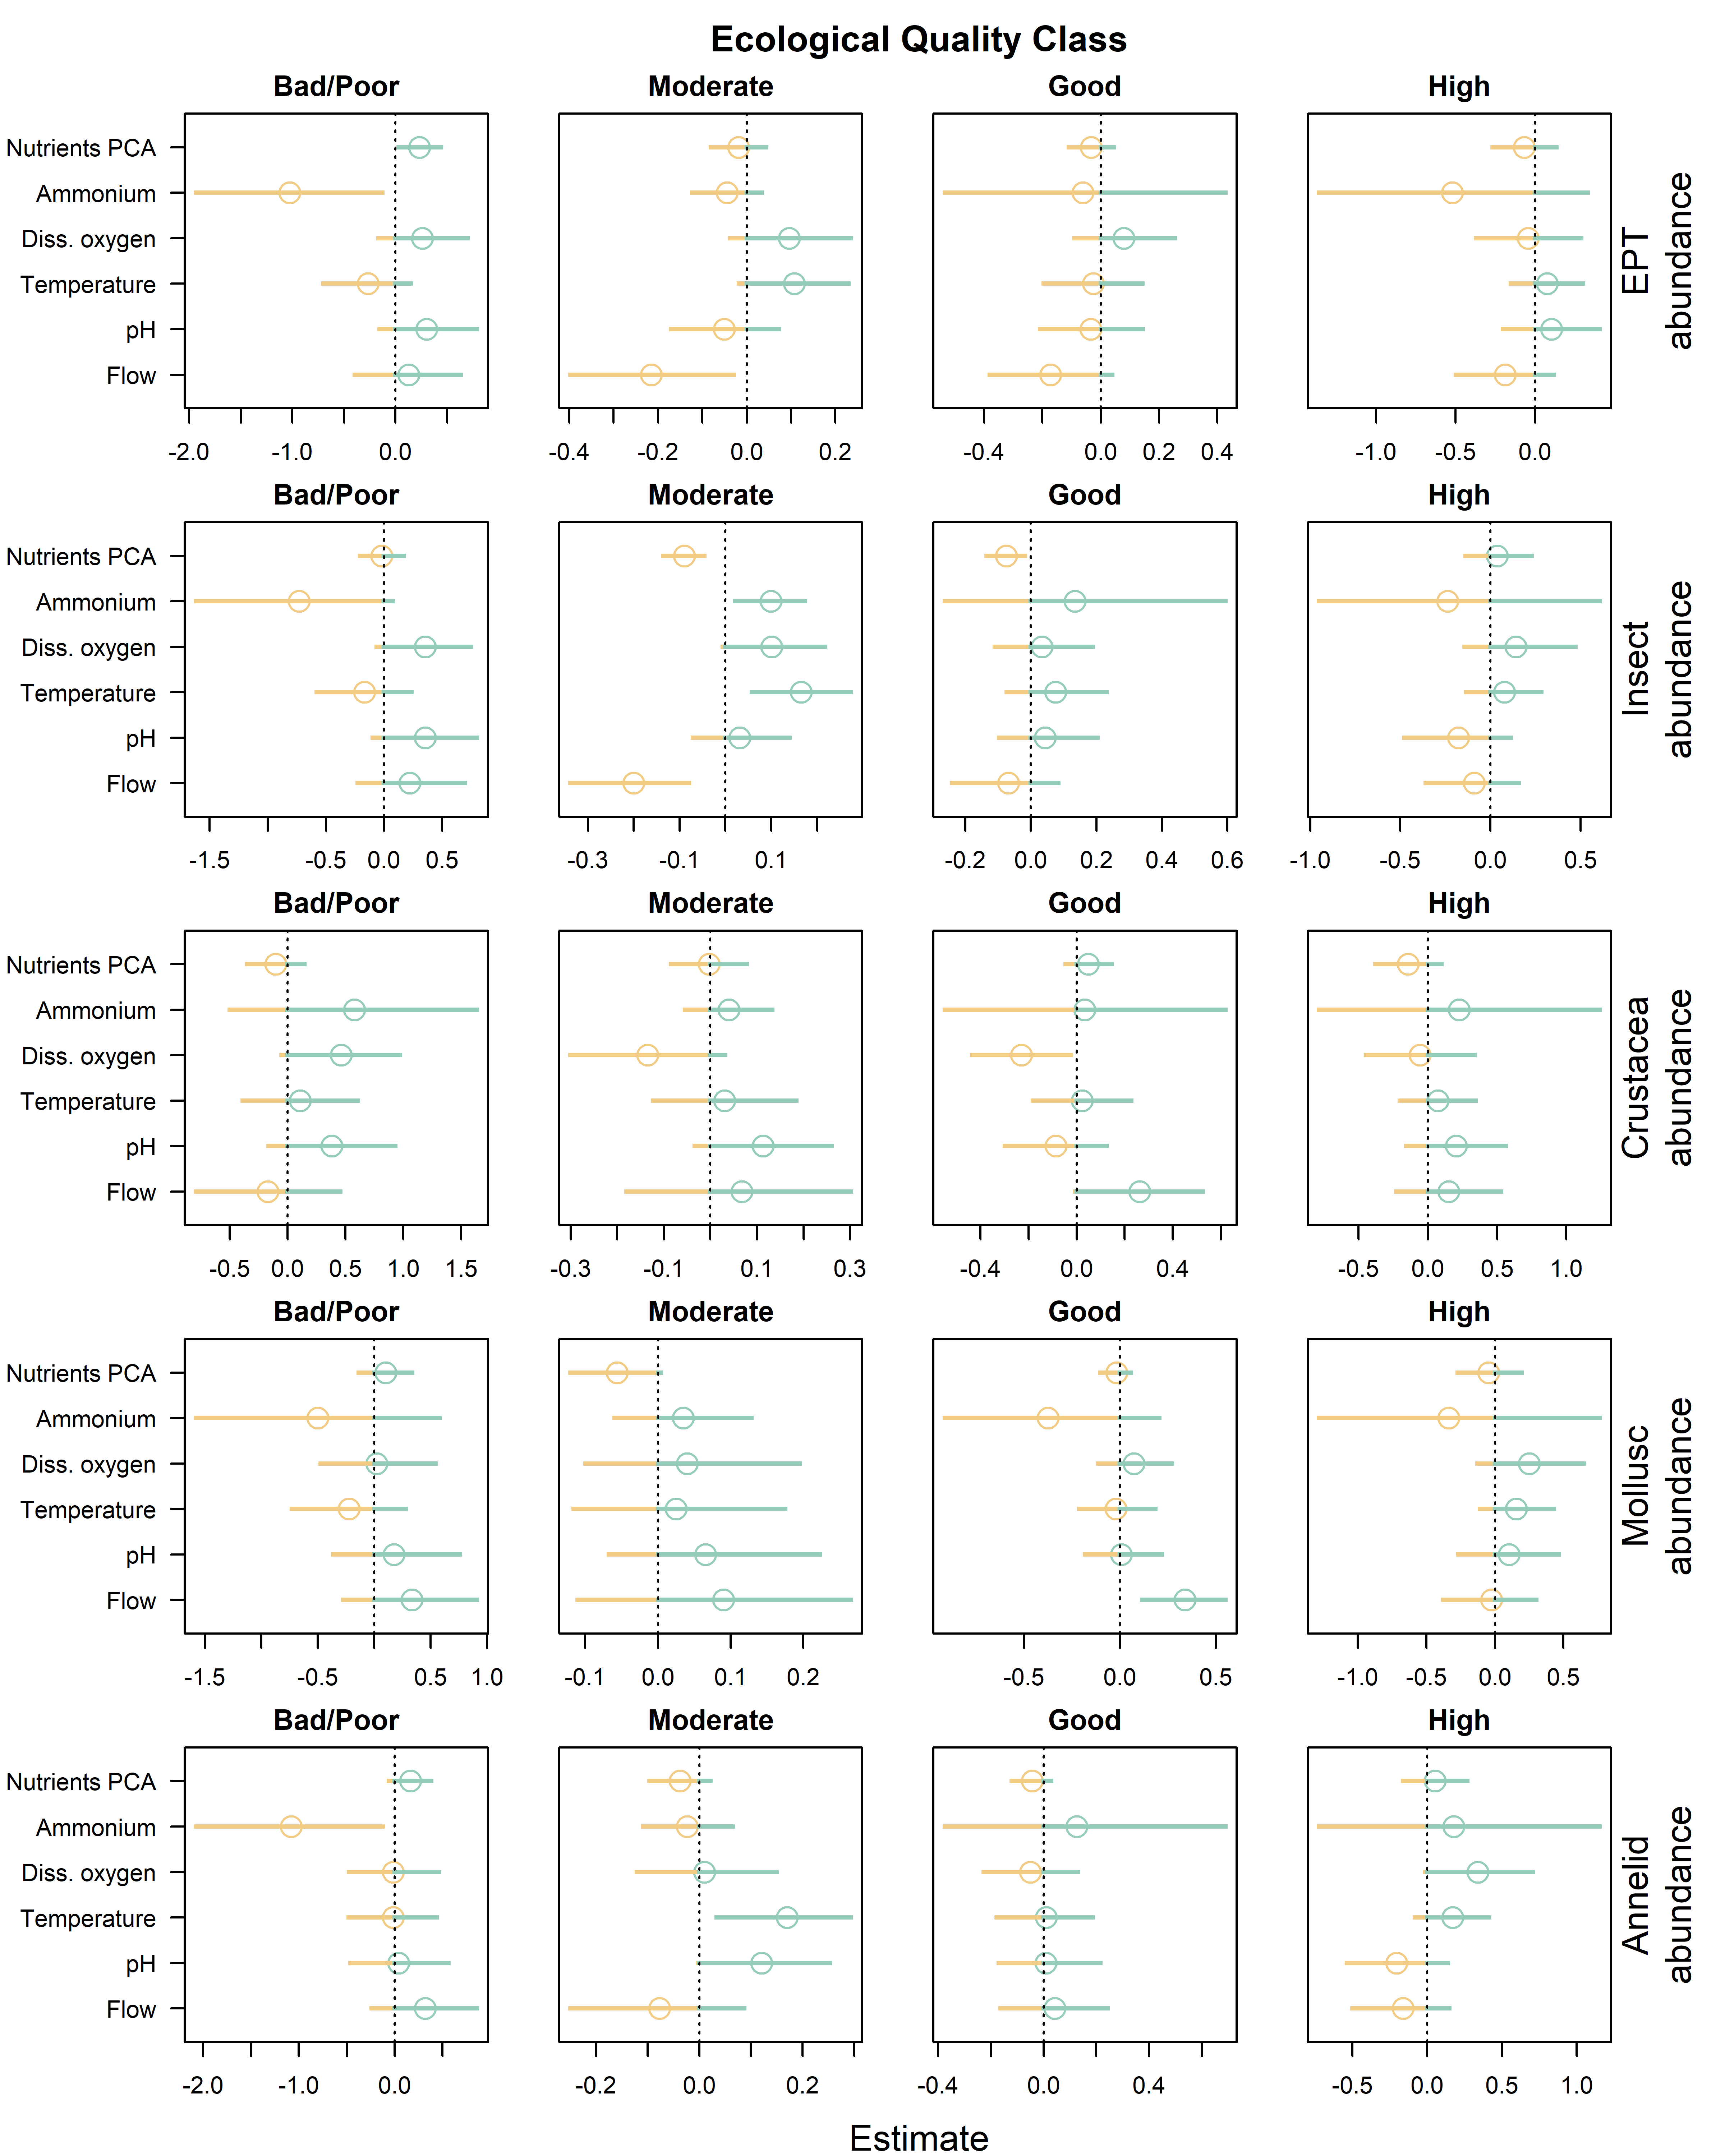 Ecological Quality Class
Bad/Poor Moderate Good High
Nutrients PCA
Ammonium
Diss. oxygen
Temperature
pH
Flow
-2.0 -1.0 0.0 -0.4 -0.2 0.0 0.2 -0.4 0.0 0.2 0.4 -1.0 -0.5 0.0
EPT
abundance
Bad/Poor Moderate Good High
Nutrients PCA
Ammonium
Diss. oxygen
Temperature
pH
Flow
-1.5 -0.5 0.0 0.5 -0.3 -0.1 0.1 -0.2 0.0 0.2 0.4 0.6 -1.0 -0.5 0.0 0.5
Insect
abundance
Bad/Poor Moderate Good High
Nutrients PCA
Ammonium
Diss. oxygen
Temperature
pH
Flow
-0.5 0.0 0.5 1.0 1.5 -0.3 -0.1 0.1 0.3 -0.4 0.0 0.4 -0.5 0.0 0.5 1.0
Crustacea
abundance
Bad/Poor Moderate Good High
Nutrients PCA
Ammonium
Diss. oxygen
Temperature
pH
Flow
-1.5 -0.5 0.5 1.0 -0.1 0.0 0.1 0.2 -0.5 0.0 0.5 -1.0 -0.5 0.0 0.5
Mollusc
abundance
Bad/Poor Moderate Good High
Nutrients PCA
Ammonium
Diss. oxygen
Temperature
pH
Flow
-2.0 -1.0 0.0 -0.2 0.0 0.2 -0.4 0.0 0.4 -0.5 0.0 0.5 1.0
Annelid
abundance
Estimate